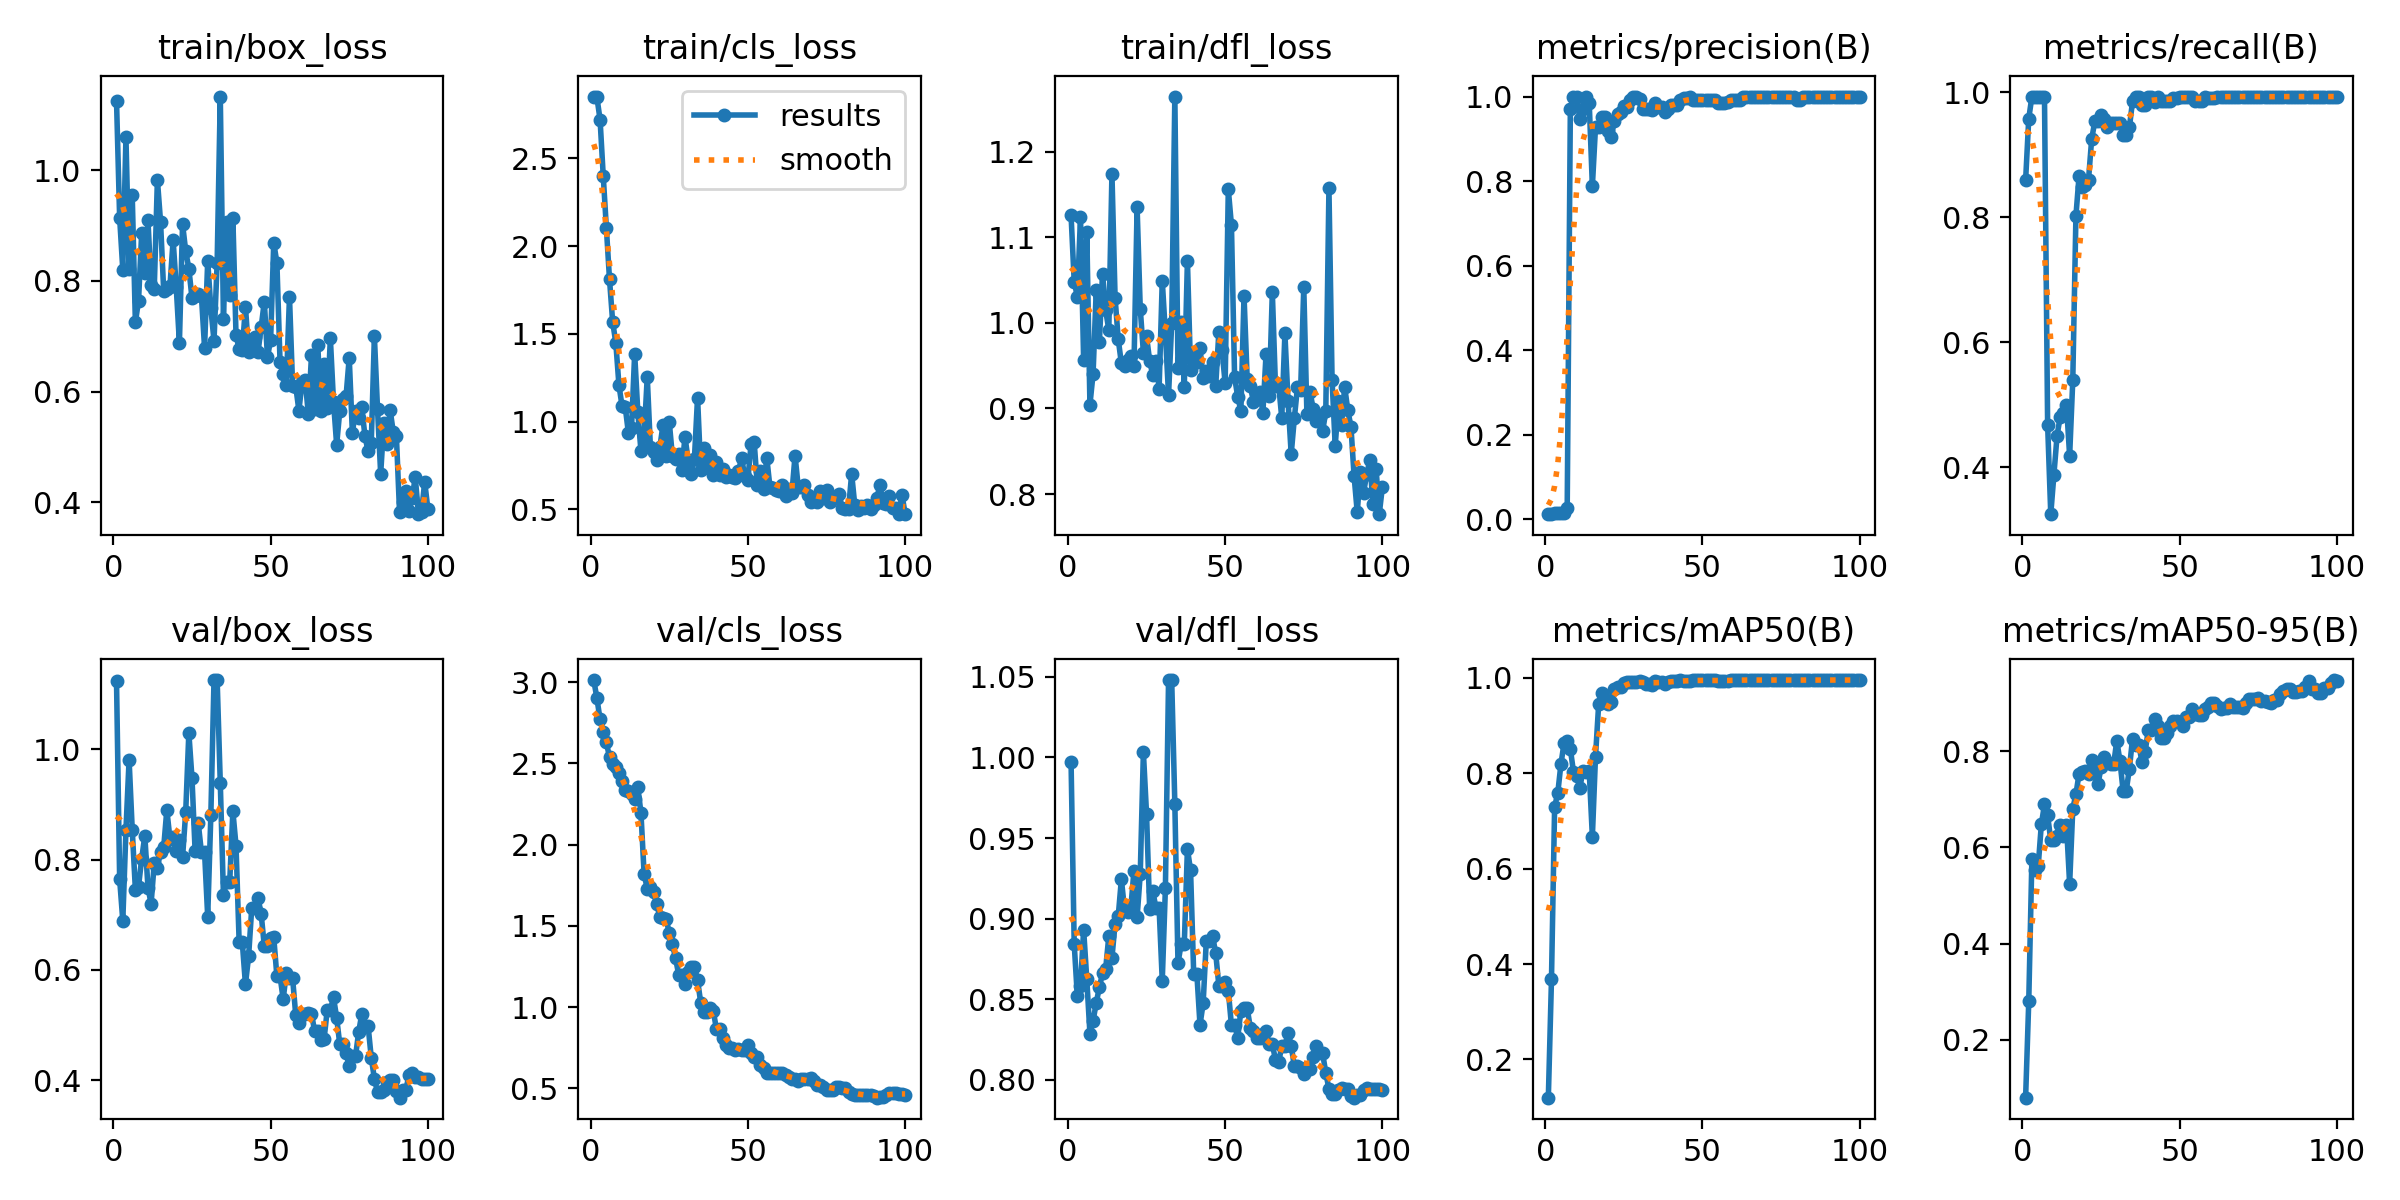 train/box_loss
1.0
0.8
0.6
0.4
0 50 100
train/cls_loss
results
smooth
2.5
2.0
1.5
1.0
0.5
0 50 100
train/dfl_loss
1.2
1.1
1.0
0.9
0.8
0 50 100
metrics/precision(B)
1.0
0.8
0.6
0.4
0.2
0.0
0 50 100
metrics/recall(B)
1.0
0.8
0.6
0.4
0 50 100
val/box_loss
1.0
0.8
0.6
0.4
0 50 100
val/cls_loss
3.0
2.5
2.0
1.5
1.0
0.5
0 50 100
val/dfl_loss
1.05
1.00
0.95
0.90
0.85
0.80
0 50 100
metrics/mAP50(B)
1.0
0.8
0.6
0.4
0.2
0 50 100
metrics/mAP50-95(B)
0.8
0.6
0.4
0.2
0 50 100